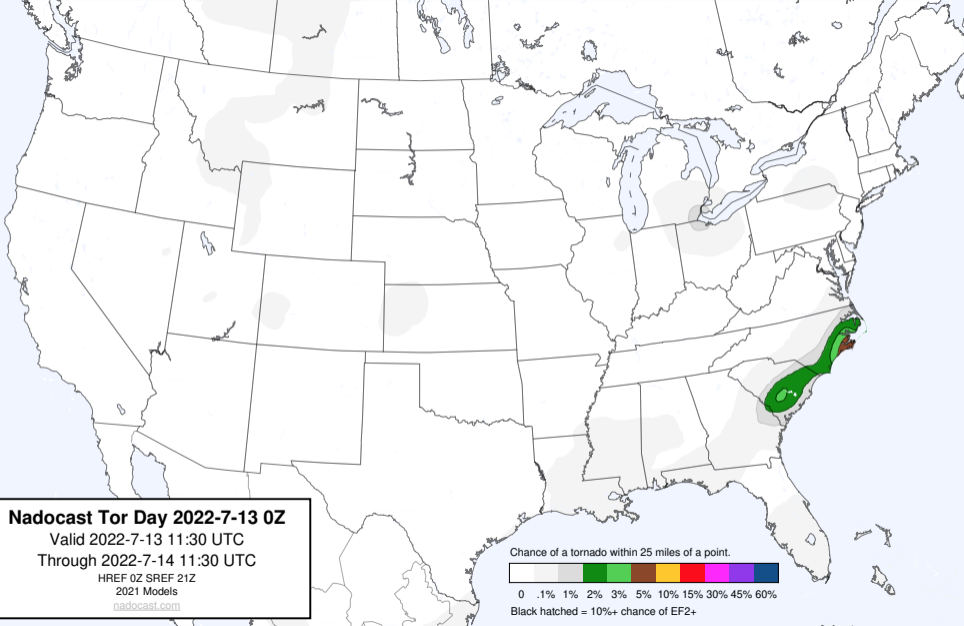 Nadocast Tor Day 2022-7-13 0Z
Valid 2022-7-13 11:30 UTC
Through 2022-7-14 11:30 UTC
HREF 0Z SREF 21Z
2021 Models
nadocast.com
Chance of a tornado within 25 miles of a point.
0 .1% 1% 2% 3% 5% 10% 15% 30% 45% 60%
Black hatched = 10%+ chance of EF2+